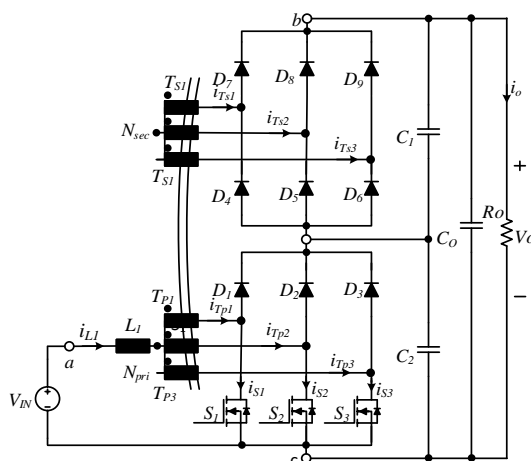 b
T_S1
D_7
D_8
D_9
i_o
i_Ts1
N_sec
i_Ts2
C_1
T_S1
i_Ts3
+
D_4
D_5
D_6
C_O
Ro
Vo
T_P1
D_1
D_2
D_3
−
i_Tp1
i_L1
L_1
i_Tp2
C_2
a
N_pri
i_Tp3
T_P3
i_S1
i_S2
i_S3
V_IN
S_1
S_2
S_3
c